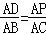 AD/AB = AP/AC